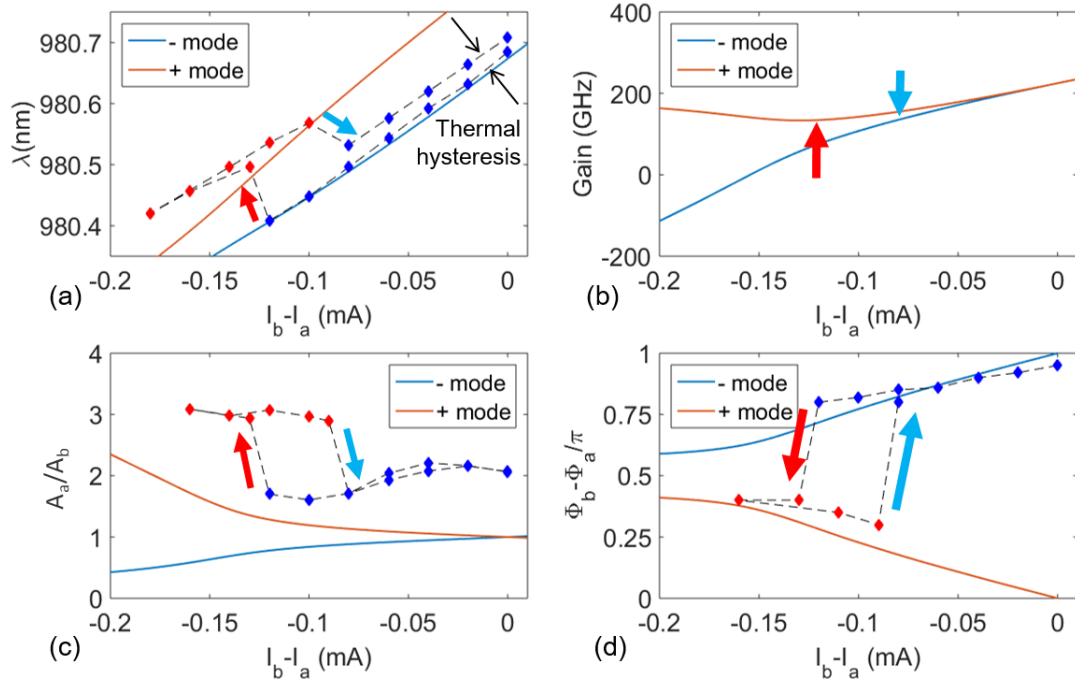 (a)
980.7
980.6
980.5
980.4
λ(nm)
- mode
+ mode
Thermal
hysteresis
-0.2 -0.15 -0.1 -0.05 0
I_b-I_a (mA)
(b)
400
200
0
-200
Gain (GHz)
- mode
+ mode
-0.2 -0.15 -0.1 -0.05 0
I_b-I_a (mA)
(c)
4
3
2
1
0
A_a/A_b
- mode
+ mode
-0.2 -0.15 -0.1 -0.05 0
I_b-I_a (mA)
(d)
1
0.75
0.5
0.25
0
Φ_b-Φ_a/π
- mode
+ mode
-0.2 -0.15 -0.1 -0.05 0
I_b-I_a (mA)